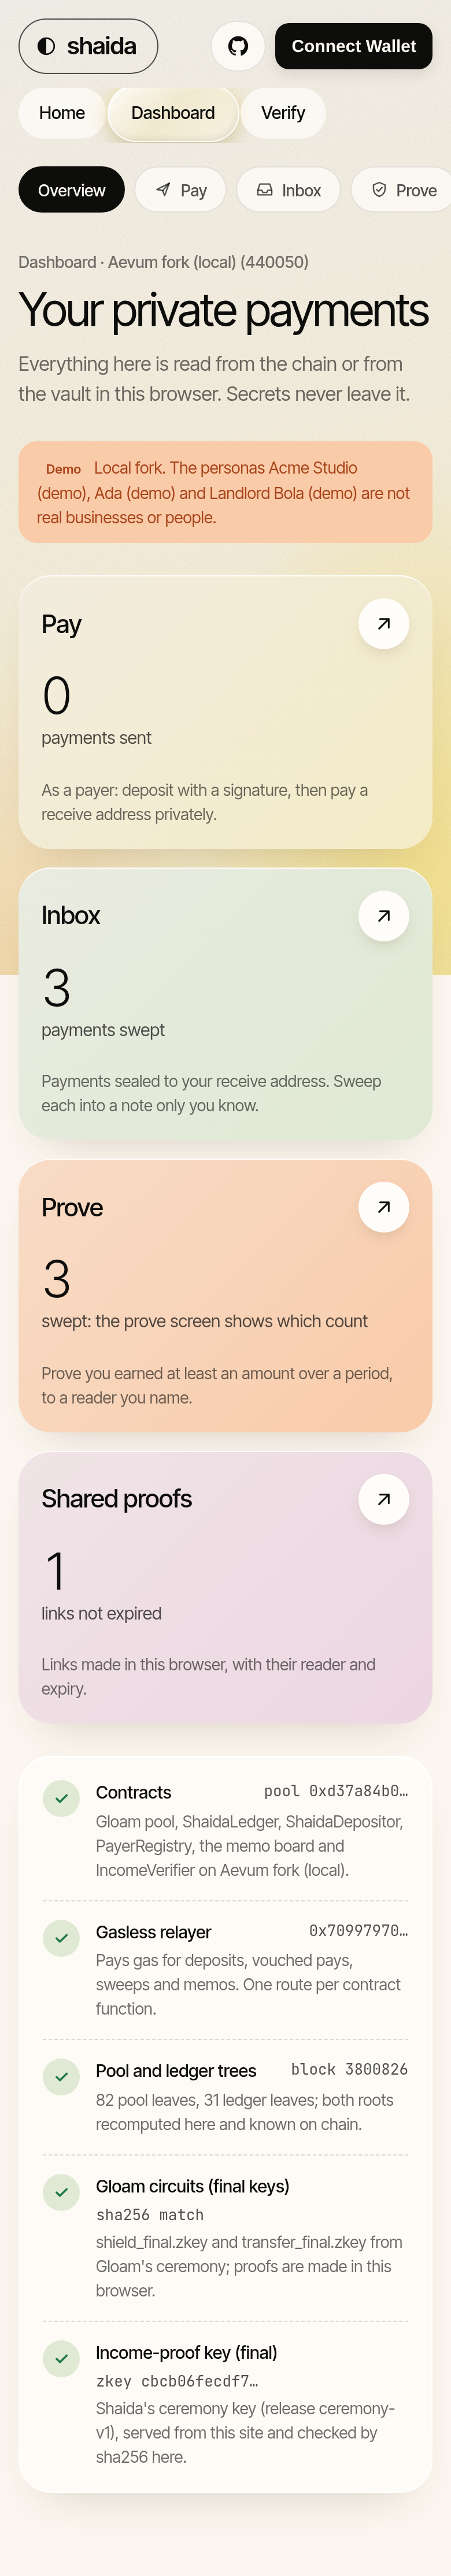 shaida
Connect Wallet
Home
Dashboard
Verify
Overview
Pay
Inbox
Prove
Dashboard · Aevum fork (local) (440050)
Your private payments
Everything here is read from the chain or from
the vault in this browser. Secrets never leave it.
Demo Local fork. The personas Acme Studio
(demo), Ada (demo) and Landlord Bola (demo) are not
real businesses or people.
Pay
0
payments sent
As a payer: deposit with a signature, then pay a
receive address privately.
Inbox
3
payments swept
Payments sealed to your receive address. Sweep
each into a note only you know.
Prove
3
swept: the prove screen shows which count
Prove you earned at least an amount over a period,
to a reader you name.
Shared proofs
1
links not expired
Links made in this browser, with their reader and
expiry.
Contracts pool 0xd37a84b0…
Gloam pool, ShaidaLedger, ShaidaDepositor,
PayerRegistry, the memo board and
IncomeVerifier on Aevum fork (local).
Gasless relayer 0x70997970…
Pays gas for deposits, vouched pays,
sweeps and memos. One route per contract
function.
Pool and ledger trees block 3800826
82 pool leaves, 31 ledger leaves; both roots
recomputed here and known on chain.
Gloam circuits (final keys)
sha256 match
shield_final.zkey and transfer_final.zkey from
Gloam's ceremony; proofs are made in this
browser.
Income-proof key (final)
zkey cbcb06fecdf7…
Shaida's ceremony key (release ceremony-
v1), served from this site and checked by
sha256 here.